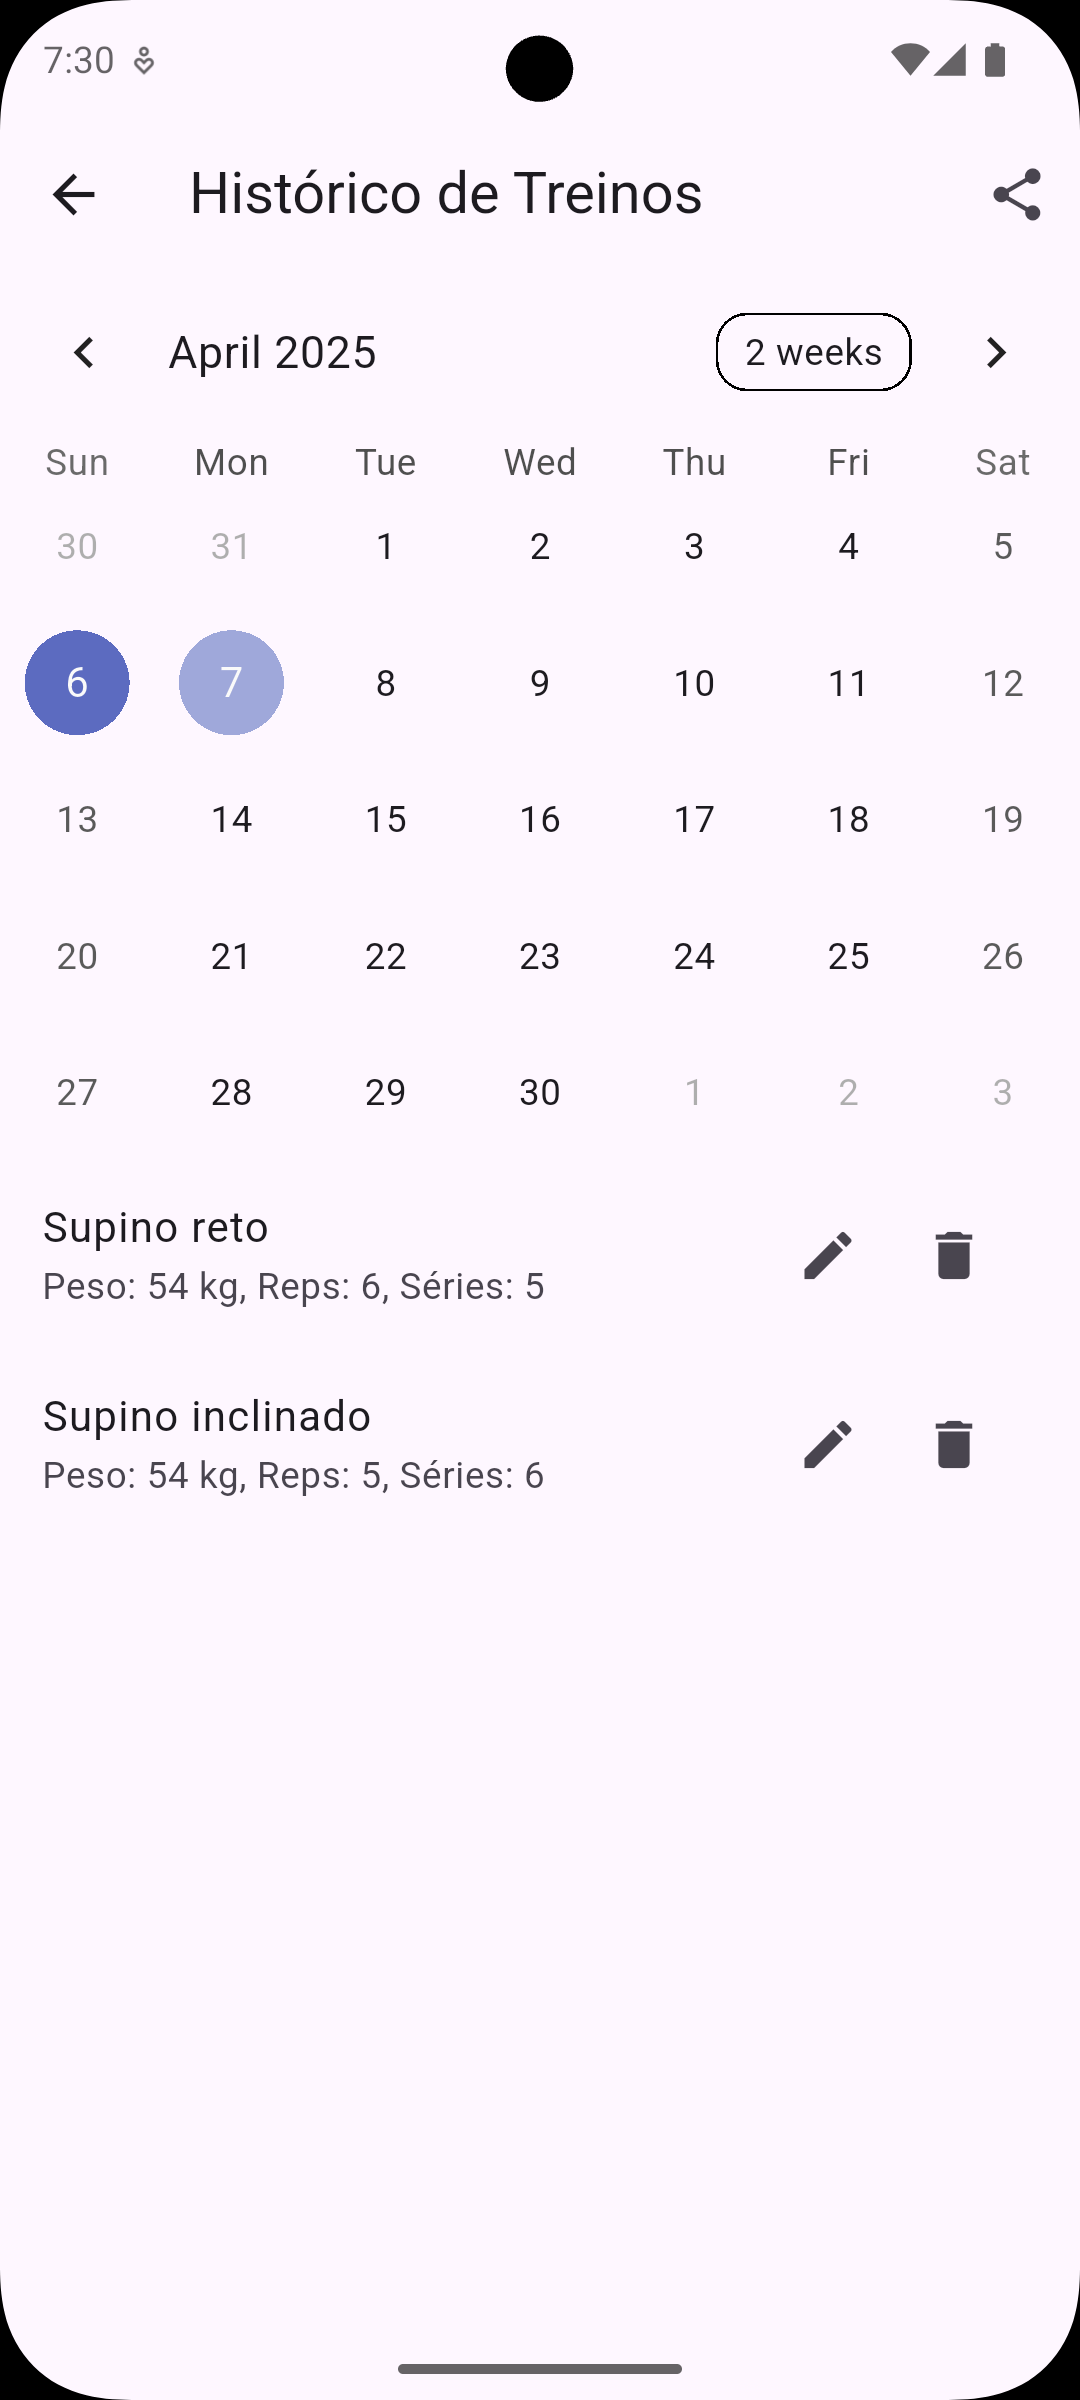 7:30
Histórico de Treinos
April 2025 2 weeks
Sun Mon Tue Wed Thu Fri Sat
30 31 1 2 3 4 5
6 7 8 9 10 11 12
13 14 15 16 17 18 19
20 21 22 23 24 25 26
27 28 29 30 1 2 3
Supino reto
Peso: 54 kg, Reps: 6, Séries: 5
Supino inclinado
Peso: 54 kg, Reps: 5, Séries: 6